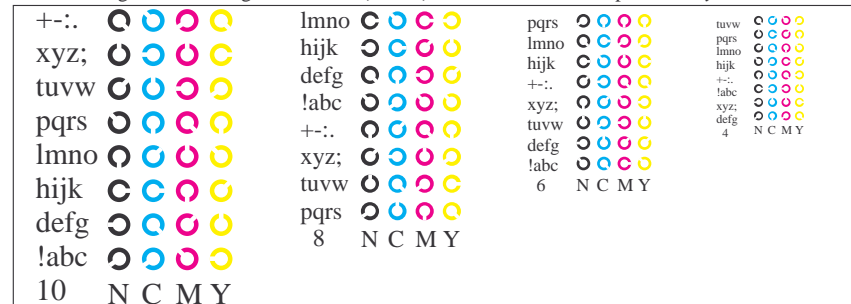 +-:.
xyz;
tuvw
pqrs
lmno
hijk
defg
!abc
10 N C M Y
lmno
hijk
defg
!abc
+-:.
xyz;
tuvw
pqrs
8 N C M Y
pqrs
lmno
hijk
+-:.
xyz;
tuvw
defg
!abc
6 N C M Y
tuvw
pqrs
lmno
hijk
+-:.
!abc
xyz;
defg
4 N C M Y